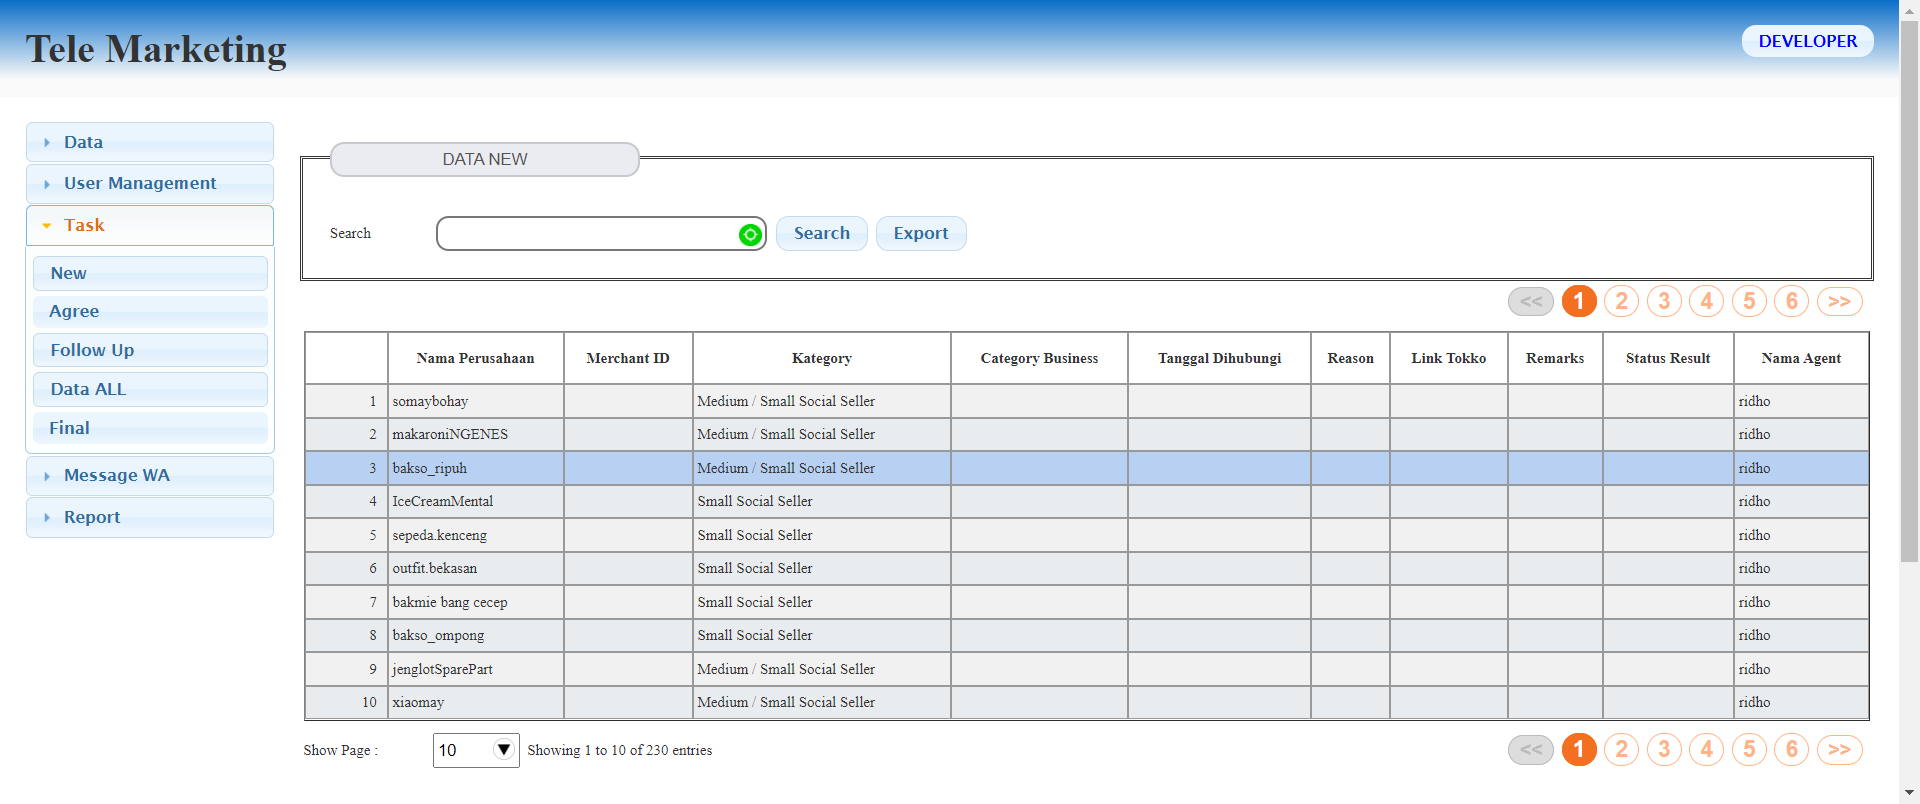 Tele Marketing
DEVELOPER
Data
User Management
Task
New
Agree
Follow Up
Data ALL
Final
Message WA
Report
DATA NEW
Search Search Export
<< 1 2 3 4 5 6 >>
Nama Perusahaan Merchant ID Kategory Category Business Tanggal Dihubungi Reason Link Tokko Remarks Status Result Nama Agent
1 somaybohay Medium / Small Social Seller ridho
2 makaroniNGENES Medium / Small Social Seller ridho
3 bakso_ripuh Medium / Small Social Seller ridho
4 IceCreamMental Small Social Seller ridho
5 sepeda.kenceng Small Social Seller ridho
6 outfit.bekasan Small Social Seller ridho
7 bakmie bang cecep Small Social Seller ridho
8 bakso_ompong Small Social Seller ridho
9 jenglotSparePart Medium / Small Social Seller ridho
10 xiaomay Medium / Small Social Seller ridho
Show Page : 10 Showing 1 to 10 of 230 entries << 1 2 3 4 5 6 >>